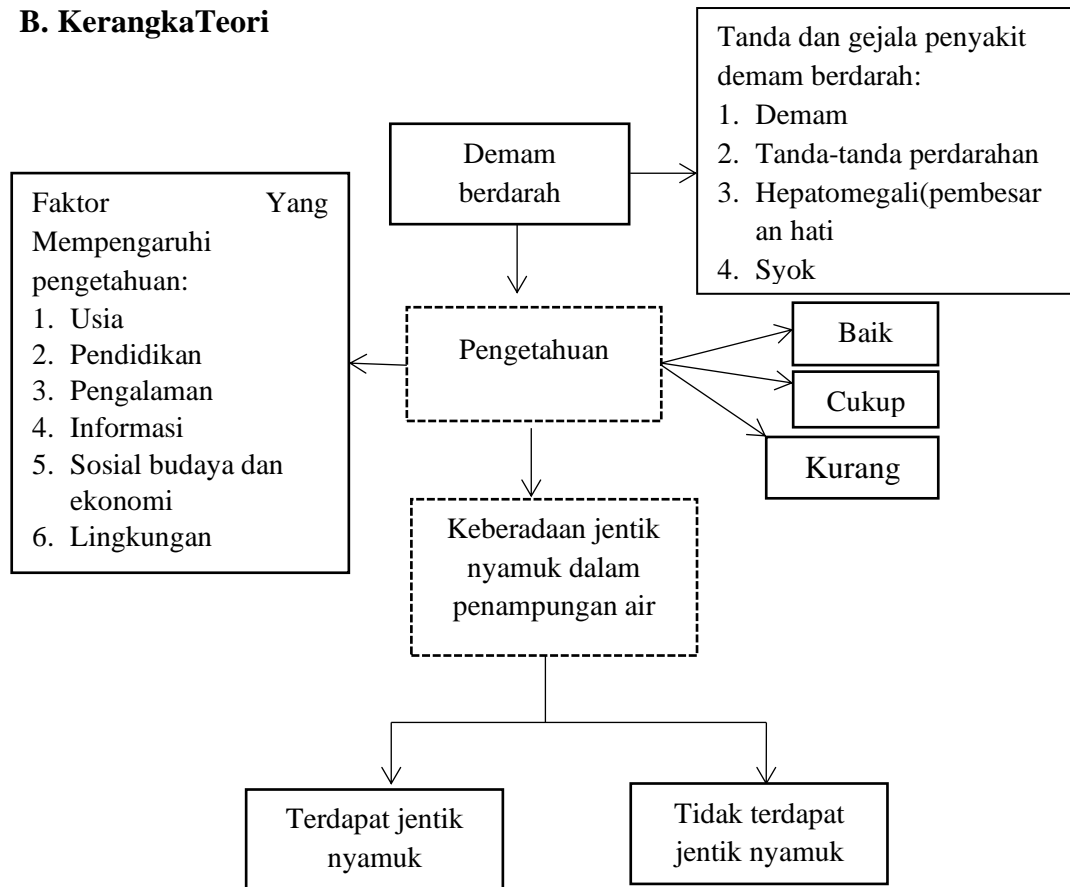 B. KerangkaTeori
Tanda dan gejala penyakit
demam berdarah:
1. Demam
2. Tanda-tanda perdarahan
3. Hepatomegali(pembesar
an hati
4. Syok
Demam
berdarah
Faktor Yang
Mempengaruhi
pengetahuan:
1. Usia
2. Pendidikan
3. Pengalaman
4. Informasi
5. Sosial budaya dan
ekonomi
6. Lingkungan
Pengetahuan
Baik
Cukup
Kurang
Keberadaan jentik
nyamuk dalam
penampungan air
Terdapat jentik
nyamuk
Tidak terdapat
jentik nyamuk